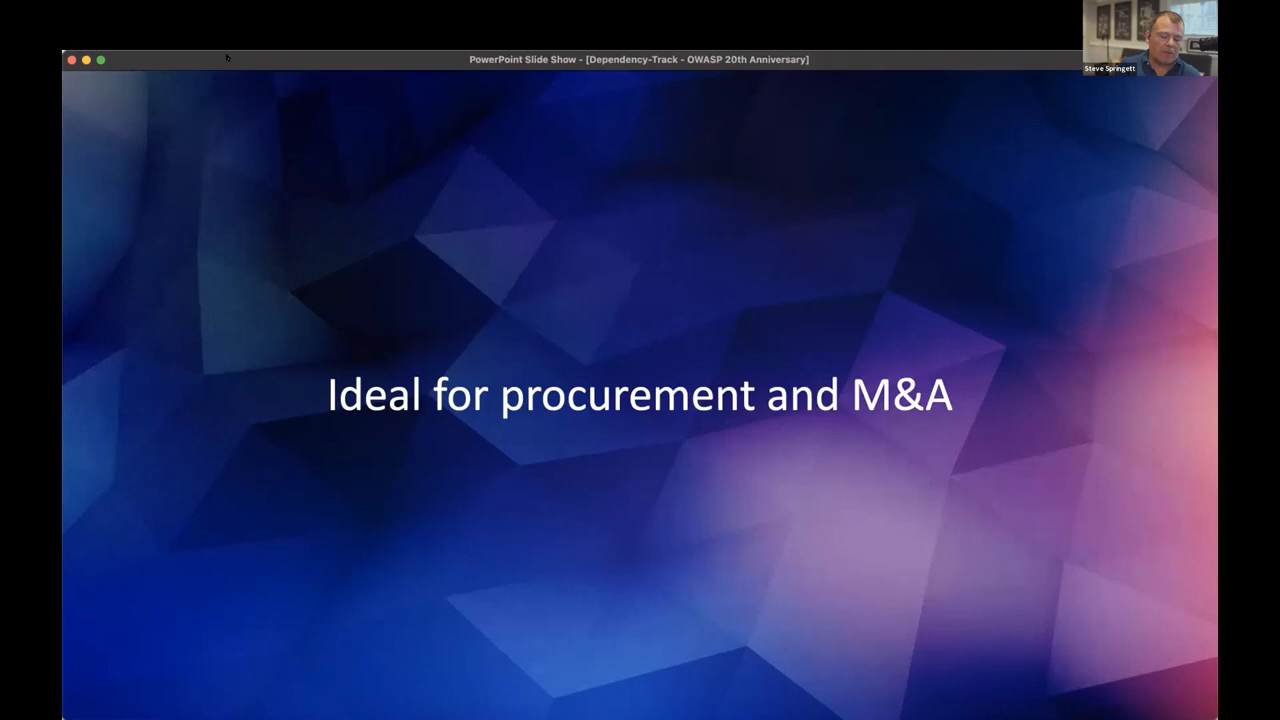 PowerPoint Slide Show - [Dependency-Track - OWASP 20th Anniversary]
Steve Springett
Ideal for procurement and M&A